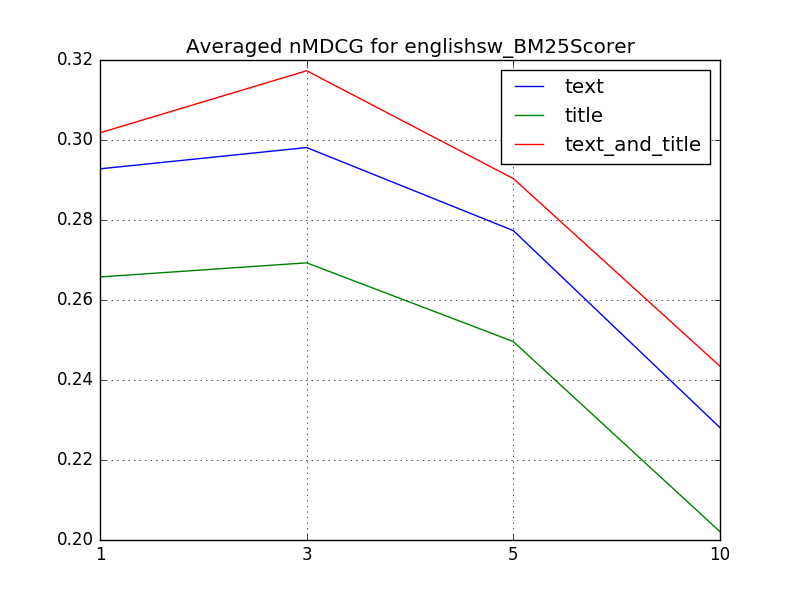 Averaged nMDCG for englishsw_BM25Scorer
0.32
0.30
0.28
0.26
0.24
0.22
0.20
1 3 5 10
text
title
text_and_title